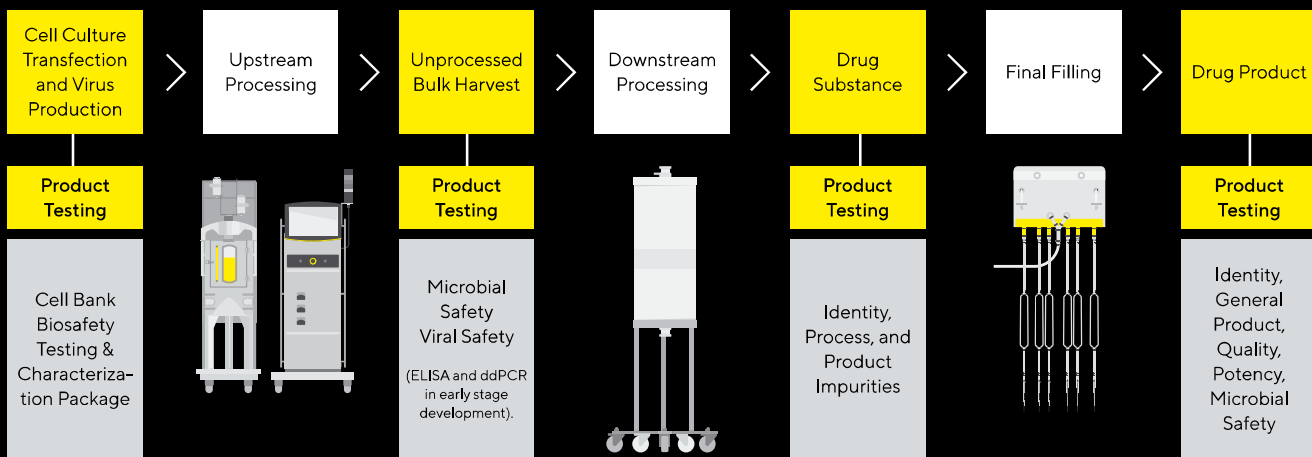 Cell Culture
Transfection
and Virus
Production
Upstream
Processing
Unprocessed
Bulk Harvest
Downstream
Processing
Drug
Substance
Final Filling
Drug Product
Product
Testing
Product
Testing
Product
Testing
Product
Testing
Cell Bank
Biosafety
Testing &
Characteriza-
tion Package
Microbial
Safety
Viral Safety
(ELISA and ddPCR
in early stage
development).
Identity,
Process, and
Product
Impurities
Identity,
General
Product,
Quality,
Potency,
Microbial
Safety